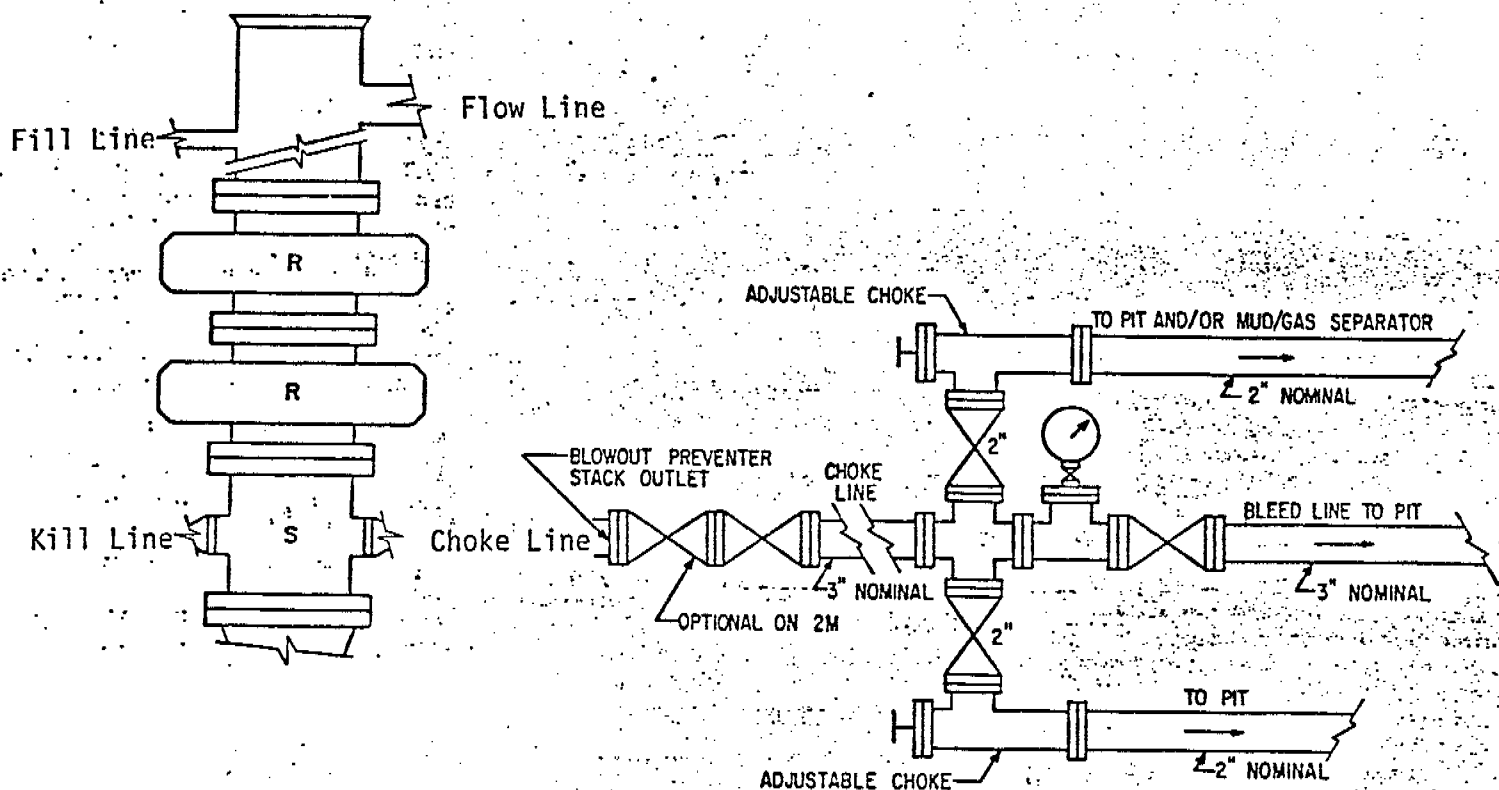 Flow Line
Fill Line
R
R
S
Kill Line
Choke Line
ADJUSTABLE CHOKE
TO PIT AND/OR MUD/GAS SEPARATOR
2" NOMINAL
2"
BLOWOUT PREVENTER
STACK OUTLET
CHOKE
LINE
BLEED LINE TO PIT
3" NOMINAL
3" NOMINAL
OPTIONAL ON 2M
2"
TO PIT
2" NOMINAL
ADJUSTABLE CHOKE